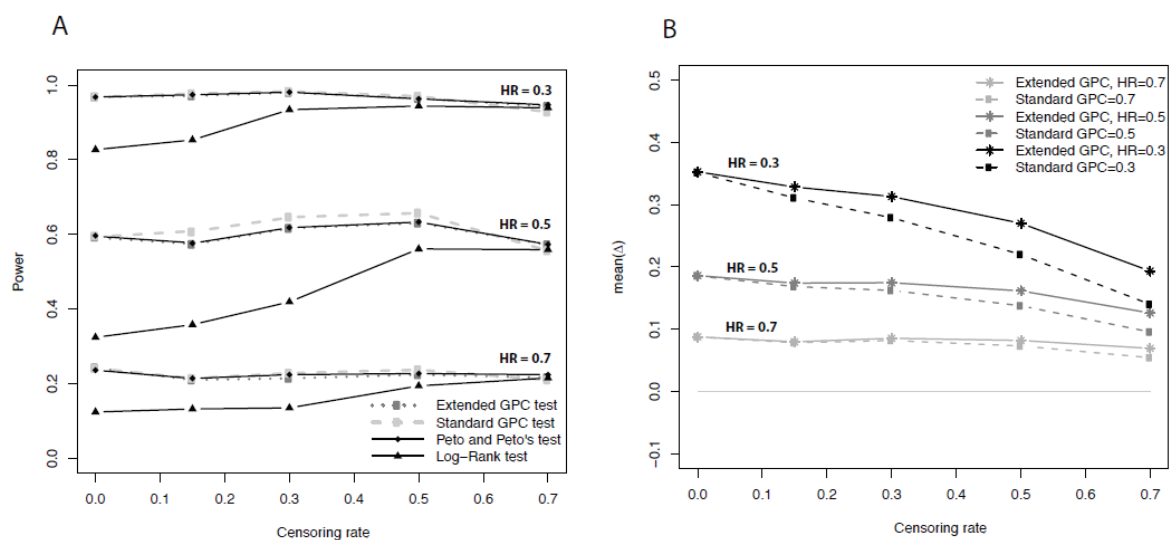 A
Power
0.0
0.2
0.4
0.6
0.8
1.0
HR = 0.3
HR = 0.5
HR = 0.7
Extended GPC test
Standard GPC test
Peto and Peto's test
Log−Rank test
0.0 0.1 0.2 0.3 0.4 0.5 0.6 0.7
Censoring rate
B
mean(Δ)
−0.1
0.0
0.1
0.2
0.3
0.4
0.5
Extended GPC, HR=0.7
Standard GPC=0.7
Extended GPC, HR=0.5
Standard GPC=0.5
Extended GPC, HR=0.3
Standard GPC=0.3
HR = 0.3
HR = 0.5
HR = 0.7
0.0 0.1 0.2 0.3 0.4 0.5 0.6 0.7
Censoring rate